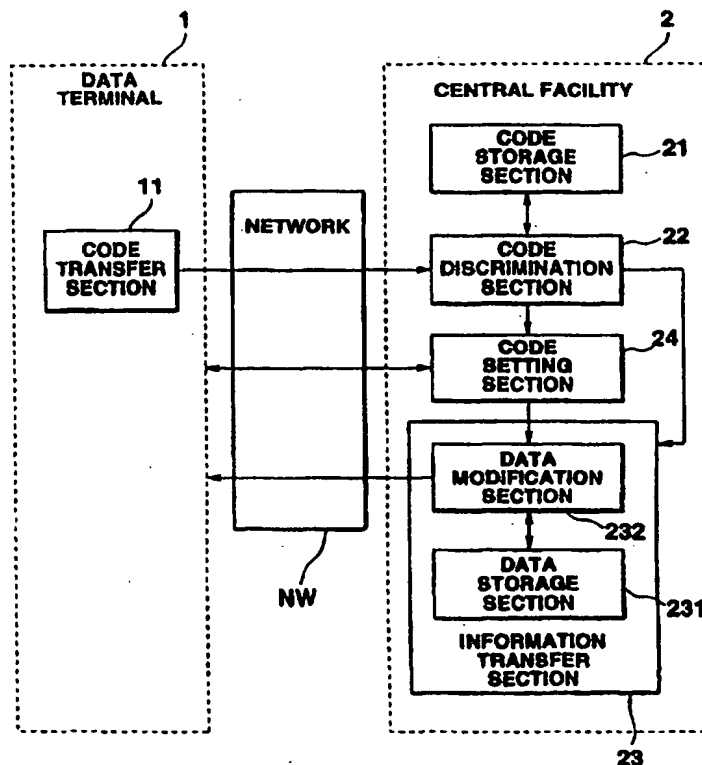 1
DATA
TERMINAL
11
CODE
TRANSFER
SECTION
NETWORK
NW
2
CENTRAL FACILITY
CODE
STORAGE
SECTION
21
CODE
DISCRIMINATION
SECTION
22
CODE
SETTING
SECTION
24
DATA
MODIFICATION
SECTION
232
DATA
STORAGE
SECTION
231
INFORMATION
TRANSFER
SECTION
23